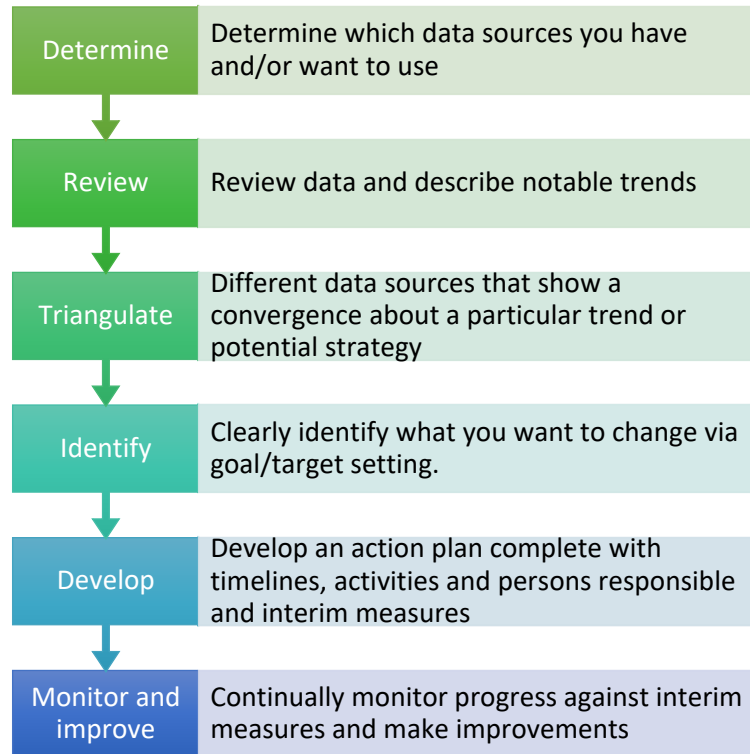 Determine
Determine which data sources you have
and/or want to use
Review
Review data and describe notable trends
Triangulate
Different data sources that show a
convergence about a particular trend or
potential strategy
Identify
Clearly identify what you want to change via
goal/target setting.
Develop
Develop an action plan complete with
timelines, activities and persons responsible
and interim measures
Monitor and
improve
Continually monitor progress against interim
measures and make improvements